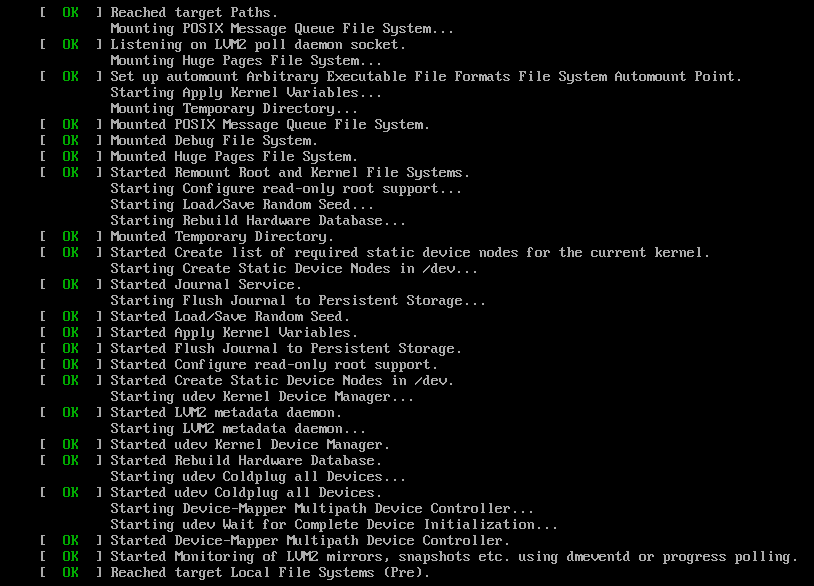 [  OK  ] Reached target Paths.
         Mounting POSIX Message Queue File System...
[  OK  ] Listening on LVM2 poll daemon socket.
         Mounting Huge Pages File System...
[  OK  ] Set up automount Arbitrary Executable File Formats File System Automount Point.
         Starting Apply Kernel Variables...
         Mounting Temporary Directory...
[  OK  ] Mounted POSIX Message Queue File System.
[  OK  ] Mounted Debug File System.
[  OK  ] Mounted Huge Pages File System.
[  OK  ] Started Remount Root and Kernel File Systems.
         Starting Configure read-only root support...
         Starting Load/Save Random Seed...
         Starting Rebuild Hardware Database...
[  OK  ] Mounted Temporary Directory.
[  OK  ] Started Create list of required static device nodes for the current kernel.
         Starting Create Static Device Nodes in /dev...
[  OK  ] Started Journal Service.
         Starting Flush Journal to Persistent Storage...
[  OK  ] Started Load/Save Random Seed.
[  OK  ] Started Apply Kernel Variables.
[  OK  ] Started Flush Journal to Persistent Storage.
[  OK  ] Started Configure read-only root support.
[  OK  ] Started Create Static Device Nodes in /dev.
         Starting udev Kernel Device Manager...
[  OK  ] Started LVM2 metadata daemon.
         Starting LVM2 metadata daemon...
[  OK  ] Started udev Kernel Device Manager.
[  OK  ] Started Rebuild Hardware Database.
         Starting udev Coldplug all Devices...
[  OK  ] Started udev Coldplug all Devices.
         Starting Device-Mapper Multipath Device Controller...
         Starting udev Wait for Complete Device Initialization...
[  OK  ] Started Device-Mapper Multipath Device Controller.
[  OK  ] Started Monitoring of LVM2 mirrors, snapshots etc. using dmeventd or progress polling.
[  OK  ] Reached target Local File Systems (Pre).